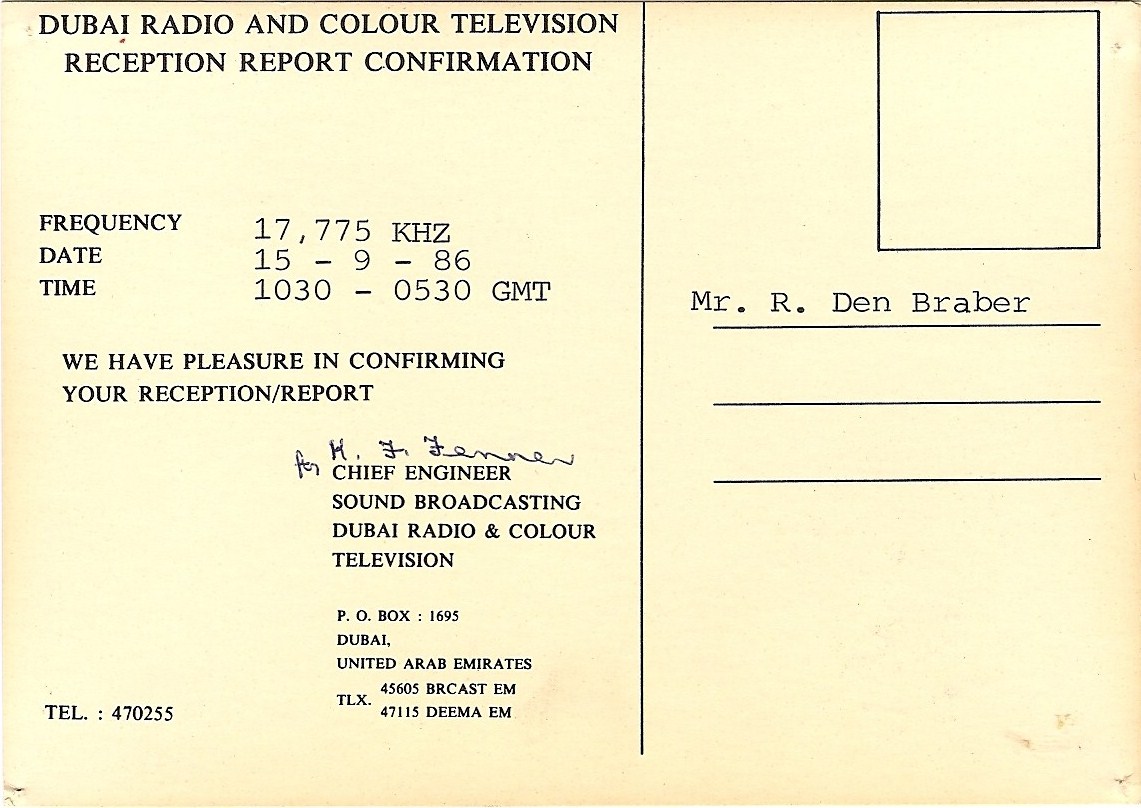 DUBAI RADIO AND COLOUR TELEVISION
RECEPTION REPORT CONFIRMATION
FREQUENCY 17,775 KHZ
DATE 15 - 9 - 86
TIME 1030 - 0530 GMT
WE HAVE PLEASURE IN CONFIRMING
YOUR RECEPTION/REPORT
for H. F. Fenner
CHIEF ENGINEER
SOUND BROADCASTING
DUBAI RADIO & COLOUR
TELEVISION
P. O. BOX : 1695
DUBAI,
UNITED ARAB EMIRATES
TLX. 45605 BRCAST EM
47115 DEEMA EM
TEL. : 470255
Mr. R. Den Braber